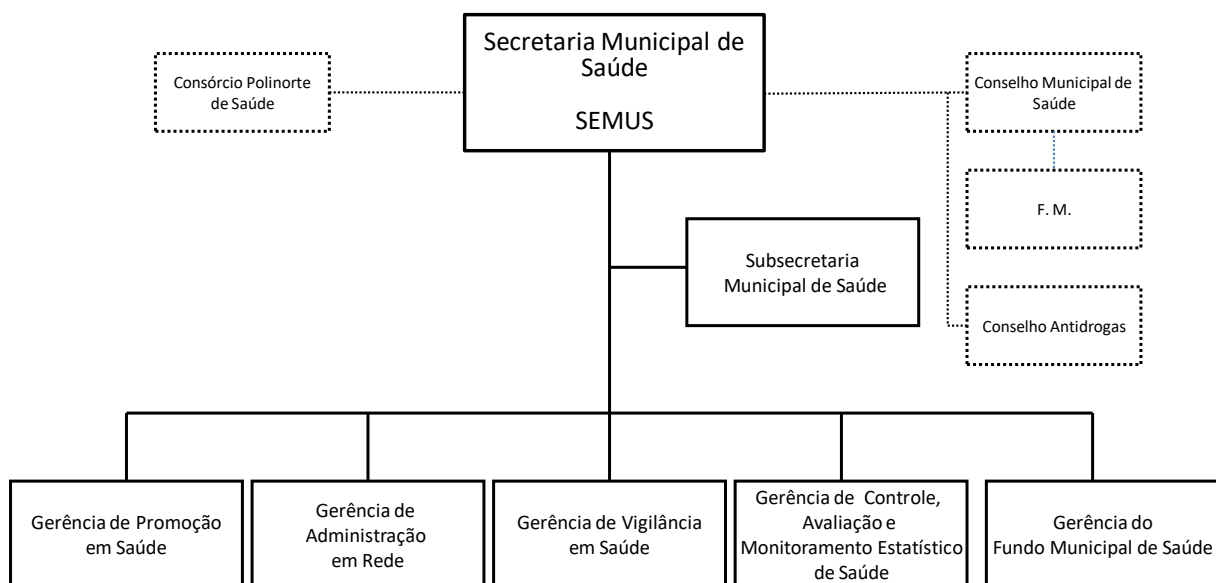 Secretaria Municipal de
Saúde
SEMUS
Consórcio Polinorte
de Saúde
Conselho Municipal de
Saúde
F. M.
Subsecretaria
Municipal de Saúde
Conselho Antidrogas
Gerência de Promoção
em Saúde
Gerência de
Administração
em Rede
Gerência de Vigilância
em Saúde
Gerência de Controle,
Avaliação e
Monitoramento Estatístico
de Saúde
Gerência do
Fundo Municipal de Saúde